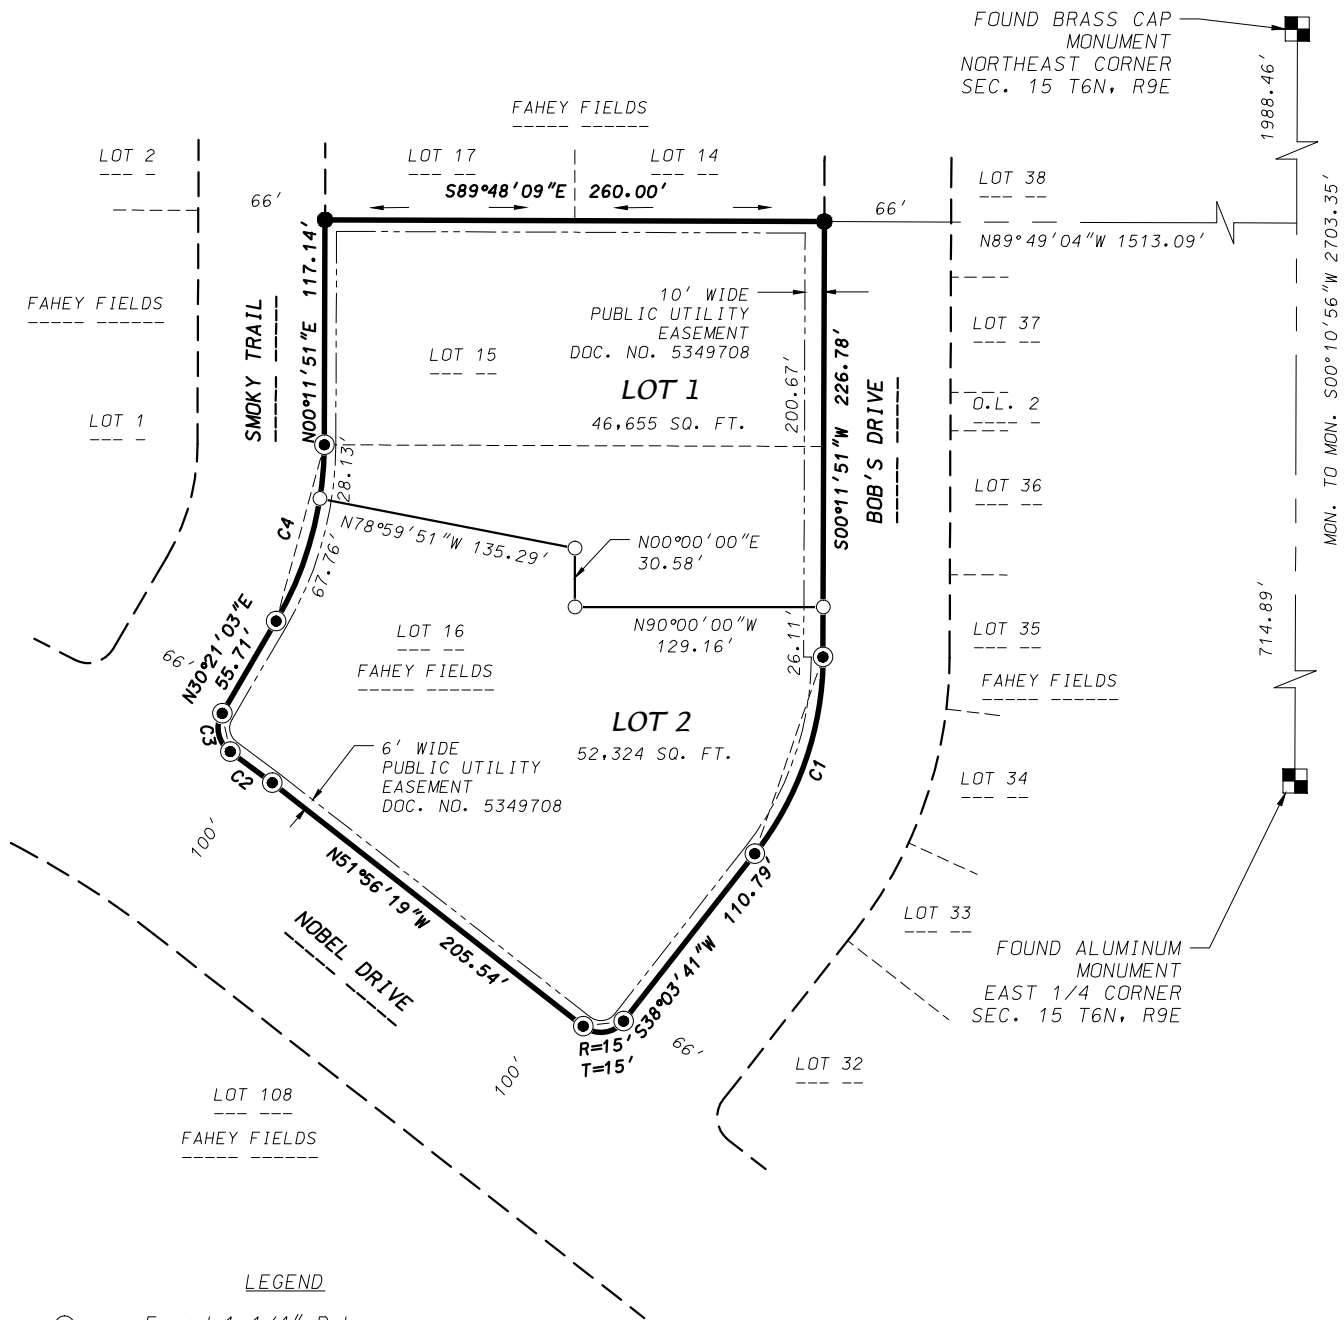 FOUND BRASS CAP
MONUMENT
NORTHEAST CORNER
SEC. 15 T6N, R9E
1988.46'
FAHEY FIELDS
LOT 2
LOT 17
LOT 14
LOT 38
S89°48'09"E 260.00'
66'
66'
N89°49'04"W 1513.09'
MON. TO MON. S00°10'56"W 2703.35'
N00°11'51"E 117.14'
FAHEY FIELDS
SMOKY TRAIL
10' WIDE
PUBLIC UTILITY
EASEMENT
DOC. NO. 5349708
LOT 37
LOT 15
LOT 1
46,655 SQ. FT.
200.67'
S00°11'51"W 226.78'
BOB'S DRIVE
O.L. 2
LOT 1
28.13'
LOT 36
C4
N78°59'51"W 135.29'
67.76'
N00°00'00"E
30.58'
N90°00'00"W
129.16'
26.11'
LOT 35
FAHEY FIELDS
714.89'
LOT 16
FAHEY FIELDS
66'
N30°21'03"E
55.71'
C3
C2
LOT 2
52,324 SQ. FT.
6' WIDE
PUBLIC UTILITY
EASEMENT
DOC. NO. 5349708
C1
LOT 34
100'
N51°56'19"W 205.54'
NOBEL DRIVE
110.79'
S38°03'41"W
LOT 33
FOUND ALUMINUM
MONUMENT
EAST 1/4 CORNER
SEC. 15 T6N, R9E
R=15'
T=15'
66'
100'
LOT 32
LOT 108
FAHEY FIELDS
LEGEND